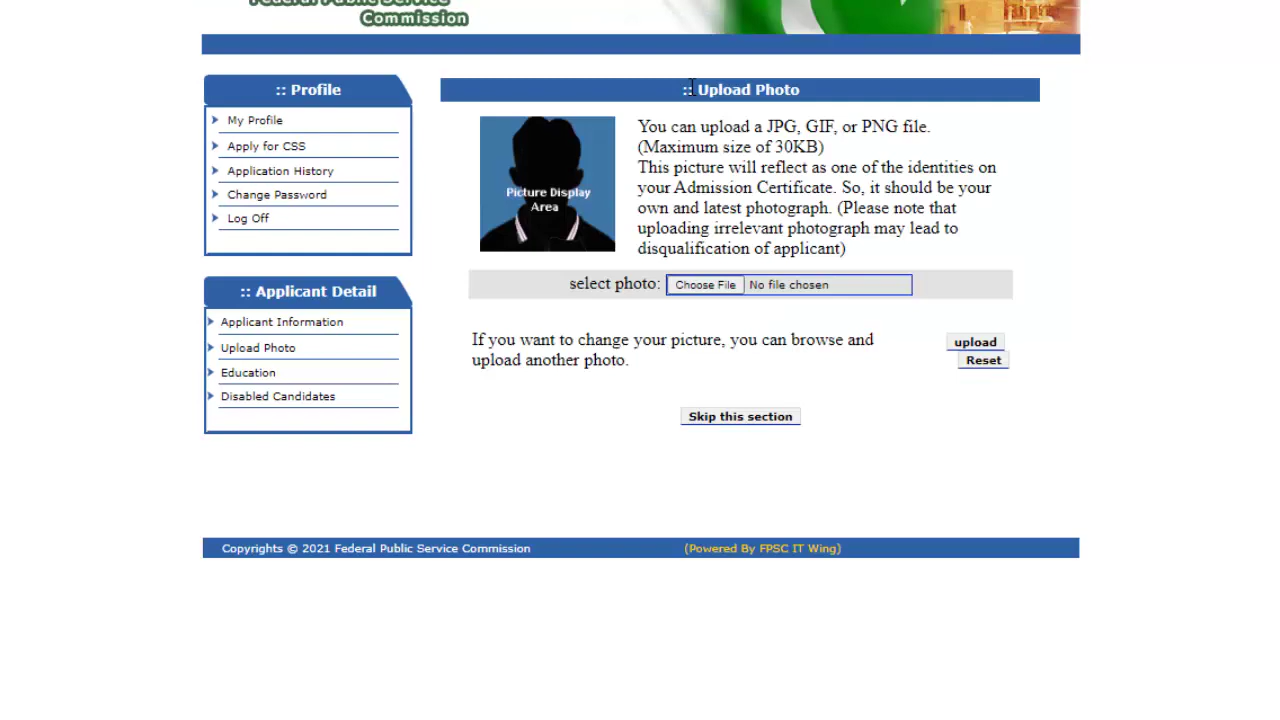 Federal Public Service
Commission
:: Profile
My Profile
Apply for CSS
Application History
Change Password
Log Off
:: Applicant Detail
Applicant Information
Upload Photo
Education
Disabled Candidates
:: Upload Photo
Picture Display
Area
You can upload a JPG, GIF, or PNG file.
(Maximum size of 30KB)
This picture will reflect as one of the identities on
your Admission Certificate. So, it should be your
own and latest photograph. (Please note that
uploading irrelevant photograph may lead to
disqualification of applicant)
select photo: Choose File No file chosen
If you want to change your picture, you can browse and
upload another photo.
upload
Reset
Skip this section
Copyrights © 2021 Federal Public Service Commission
(Powered By FPSC IT Wing)